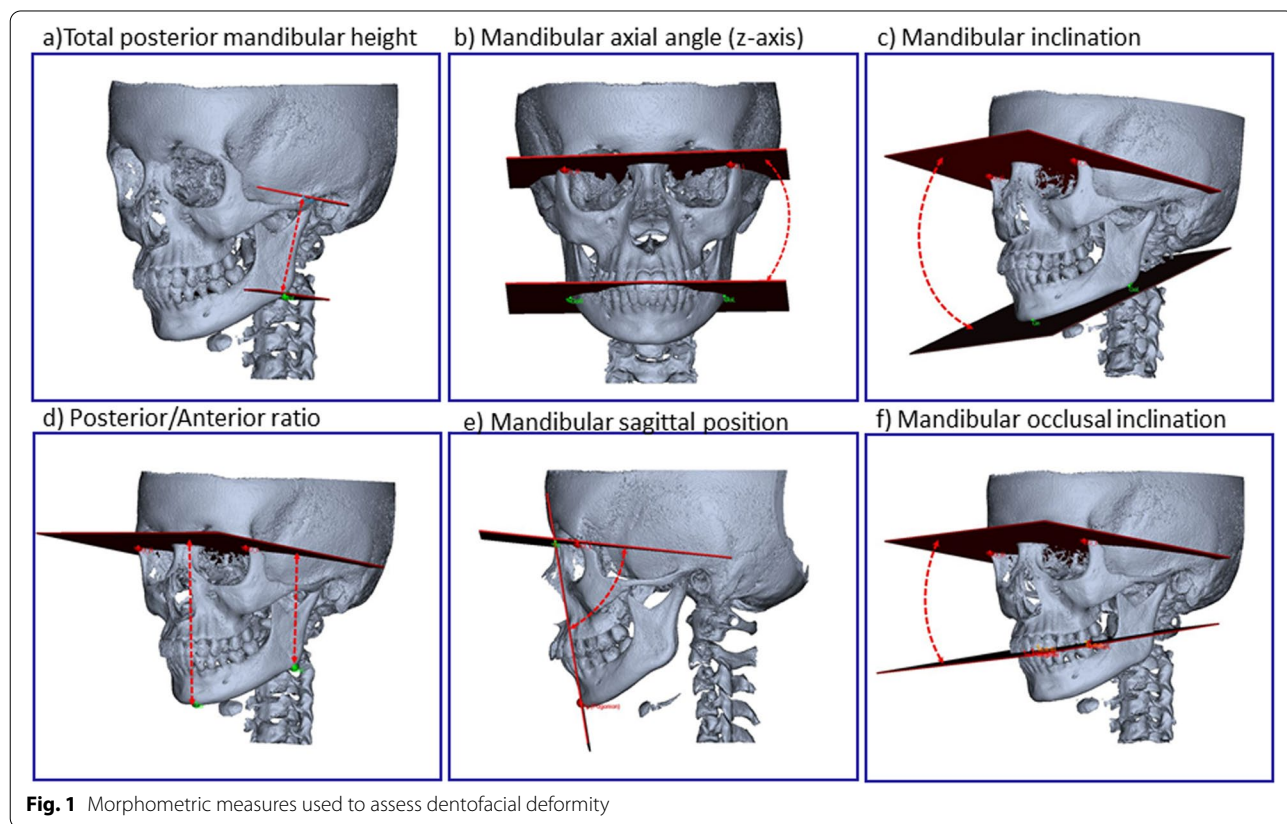 a)Total posterior mandibular height
b) Mandibular axial angle (z-axis)
c) Mandibular inclination
d) Posterior/Anterior ratio
e) Mandibular sagittal position
f) Mandibular occlusal inclination
Fig. 1 Morphometric measures used to assess dentofacial deformity